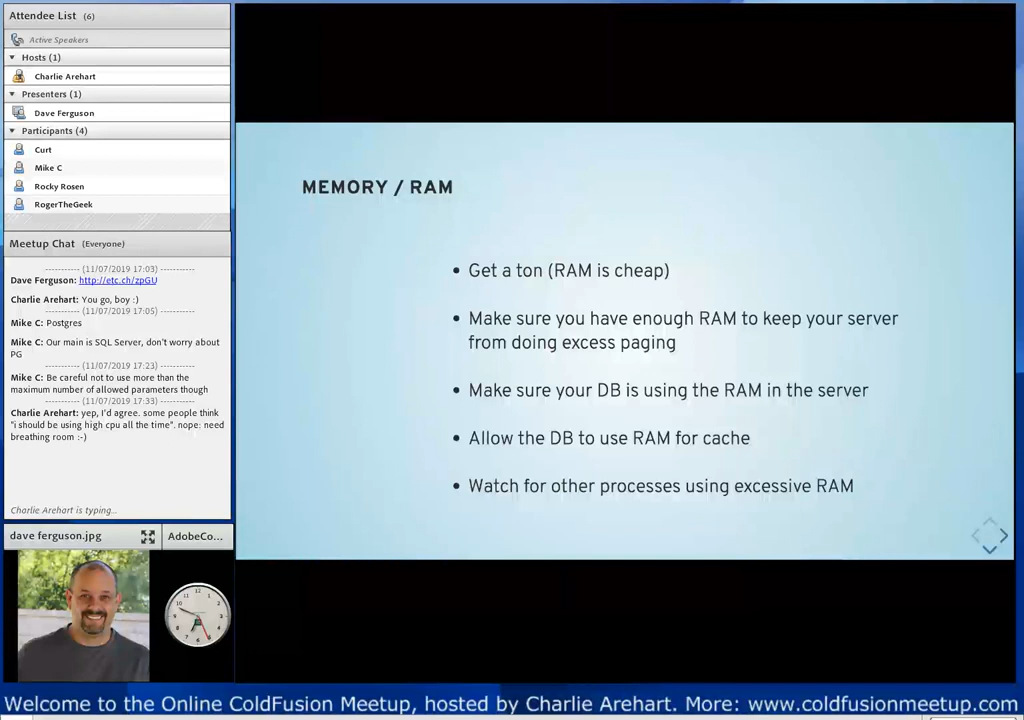 Attendee List (6)
Active Speakers
Hosts (1)
Charlie Arehart
Presenters (1)
Dave Ferguson
Participants (4)
Curt
Mike C
Rocky Rosen
RogerTheGeek
Meetup Chat (Everyone)
----------- (11/07/2019 17:03) -----------
Dave Ferguson: http://etc.ch/zpGU
Charlie Arehart: You go, boy :)
----------- (11/07/2019 17:05) -----------
Mike C: Postgres
Mike C: Our main is SQL Server, don't worry about
PG
----------- (11/07/2019 17:23) -----------
Mike C: Be careful not to use more than the
maximum number of allowed parameters though
----------- (11/07/2019 17:33) -----------
Charlie Arehart: yep, I'd agree. some people think
"i should be using high cpu all the time". nope: need
breathing room :-)
Charlie Arehart is typing...
dave ferguson.jpg
AdobeCo...
MEMORY / RAM
• Get a ton (RAM is cheap)
• Make sure you have enough RAM to keep your server
from doing excess paging
• Make sure your DB is using the RAM in the server
• Allow the DB to use RAM for cache
• Watch for other processes using excessive RAM
Welcome to the Online ColdFusion Meetup, hosted by Charlie Arehart. More: www.coldfusionmeetup.com